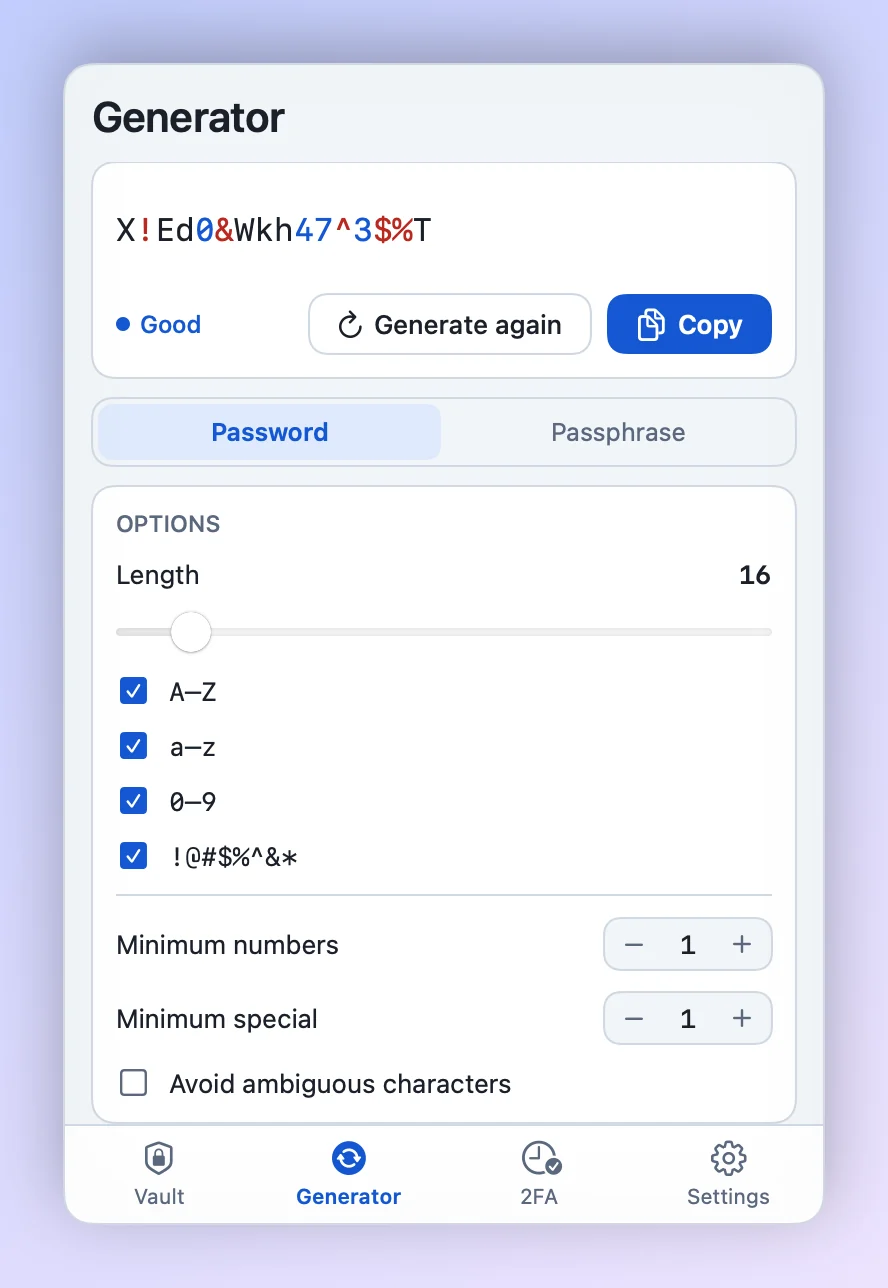 Generator
X!Ed0&Wkh47^3$%T
Good
Generate again
Copy
Password
Passphrase
OPTIONS
Length
16
A–Z
a–z
0–9
!@#$%^&*
Minimum numbers
1
Minimum special
1
Avoid ambiguous characters
Vault
Generator
2FA
Settings